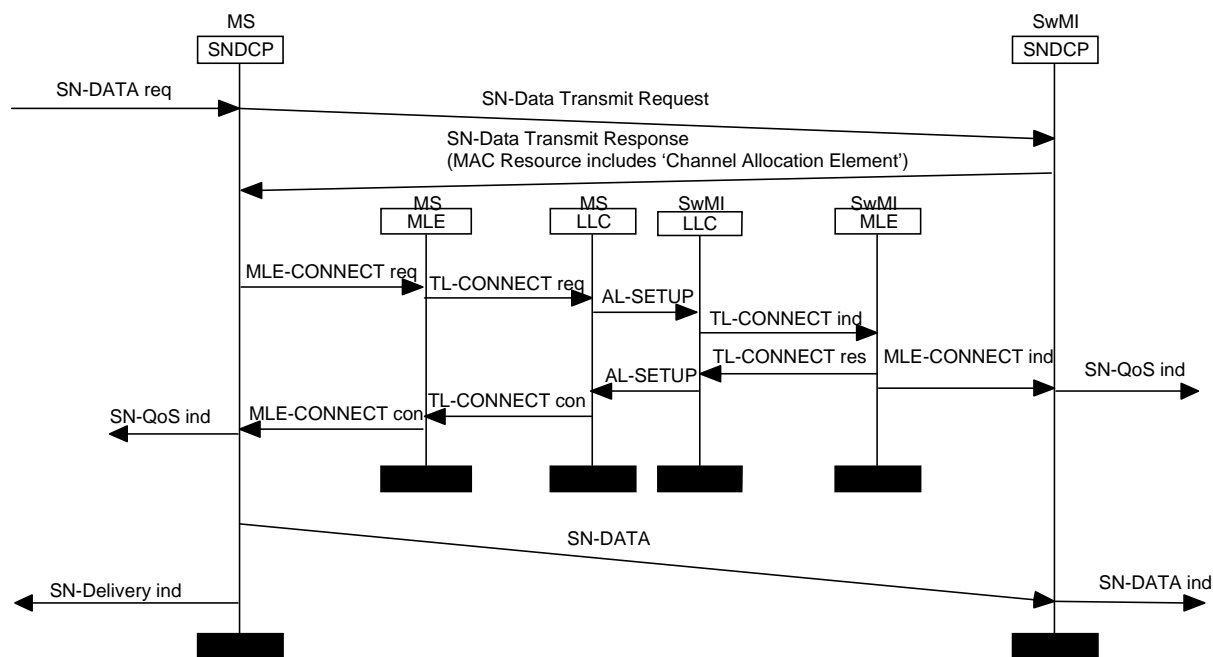 MS
SwMI
SNDCP
SNDCP
SN-DATA req
SN-Data Transmit Request
SN-Data Transmit Response
(MAC Resource includes ‘Channel Allocation Element’)
MS
MS
SwMI
SwMI
MLE
LLC
LLC
MLE
MLE-CONNECT req
TL-CONNECT req
AL-SETUP
TL-CONNECT ind
TL-CONNECT res
MLE-CONNECT ind
SN-QoS ind
AL-SETUP
TL-CONNECT con
MLE-CONNECT con
SN-QoS ind
SN-DATA
SN-Delivery ind
SN-DATA ind